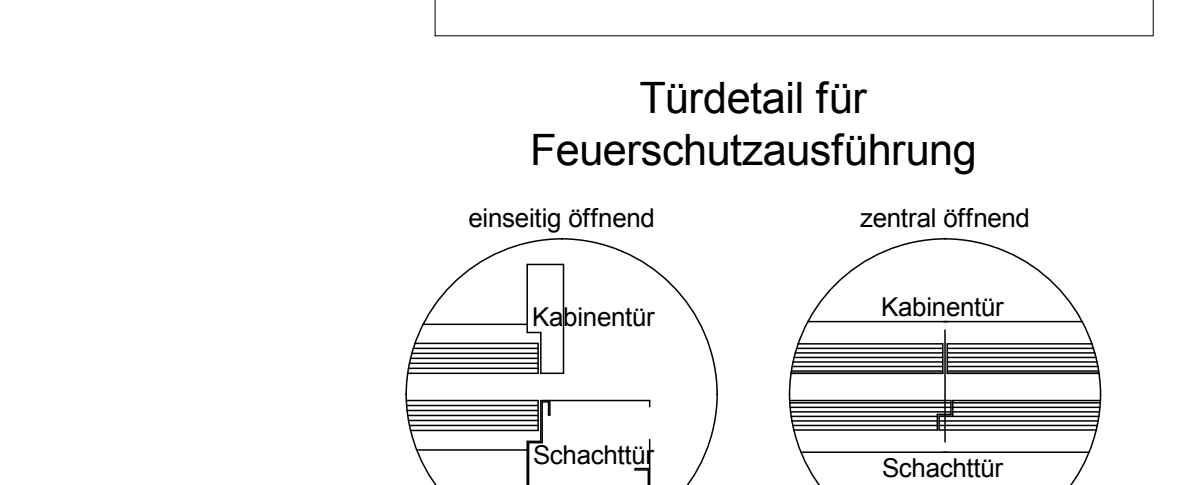 Türdetail für
Feuerschutzausführung
einseitig öffnend
zentral öffnend
Kabinentür
Kabinentür
Schachttür
Schachttür